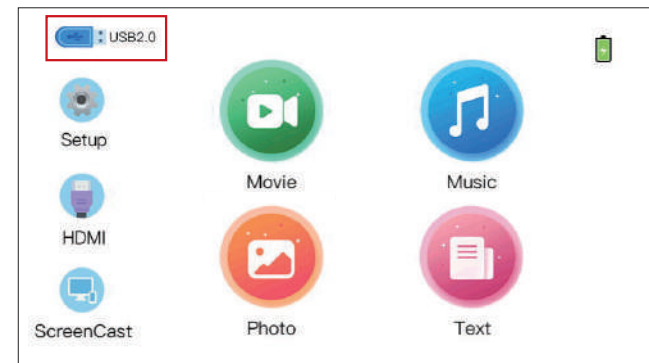 USB2.0
Setup
Movie
Music
HDMI
ScreenCast
Photo
Text